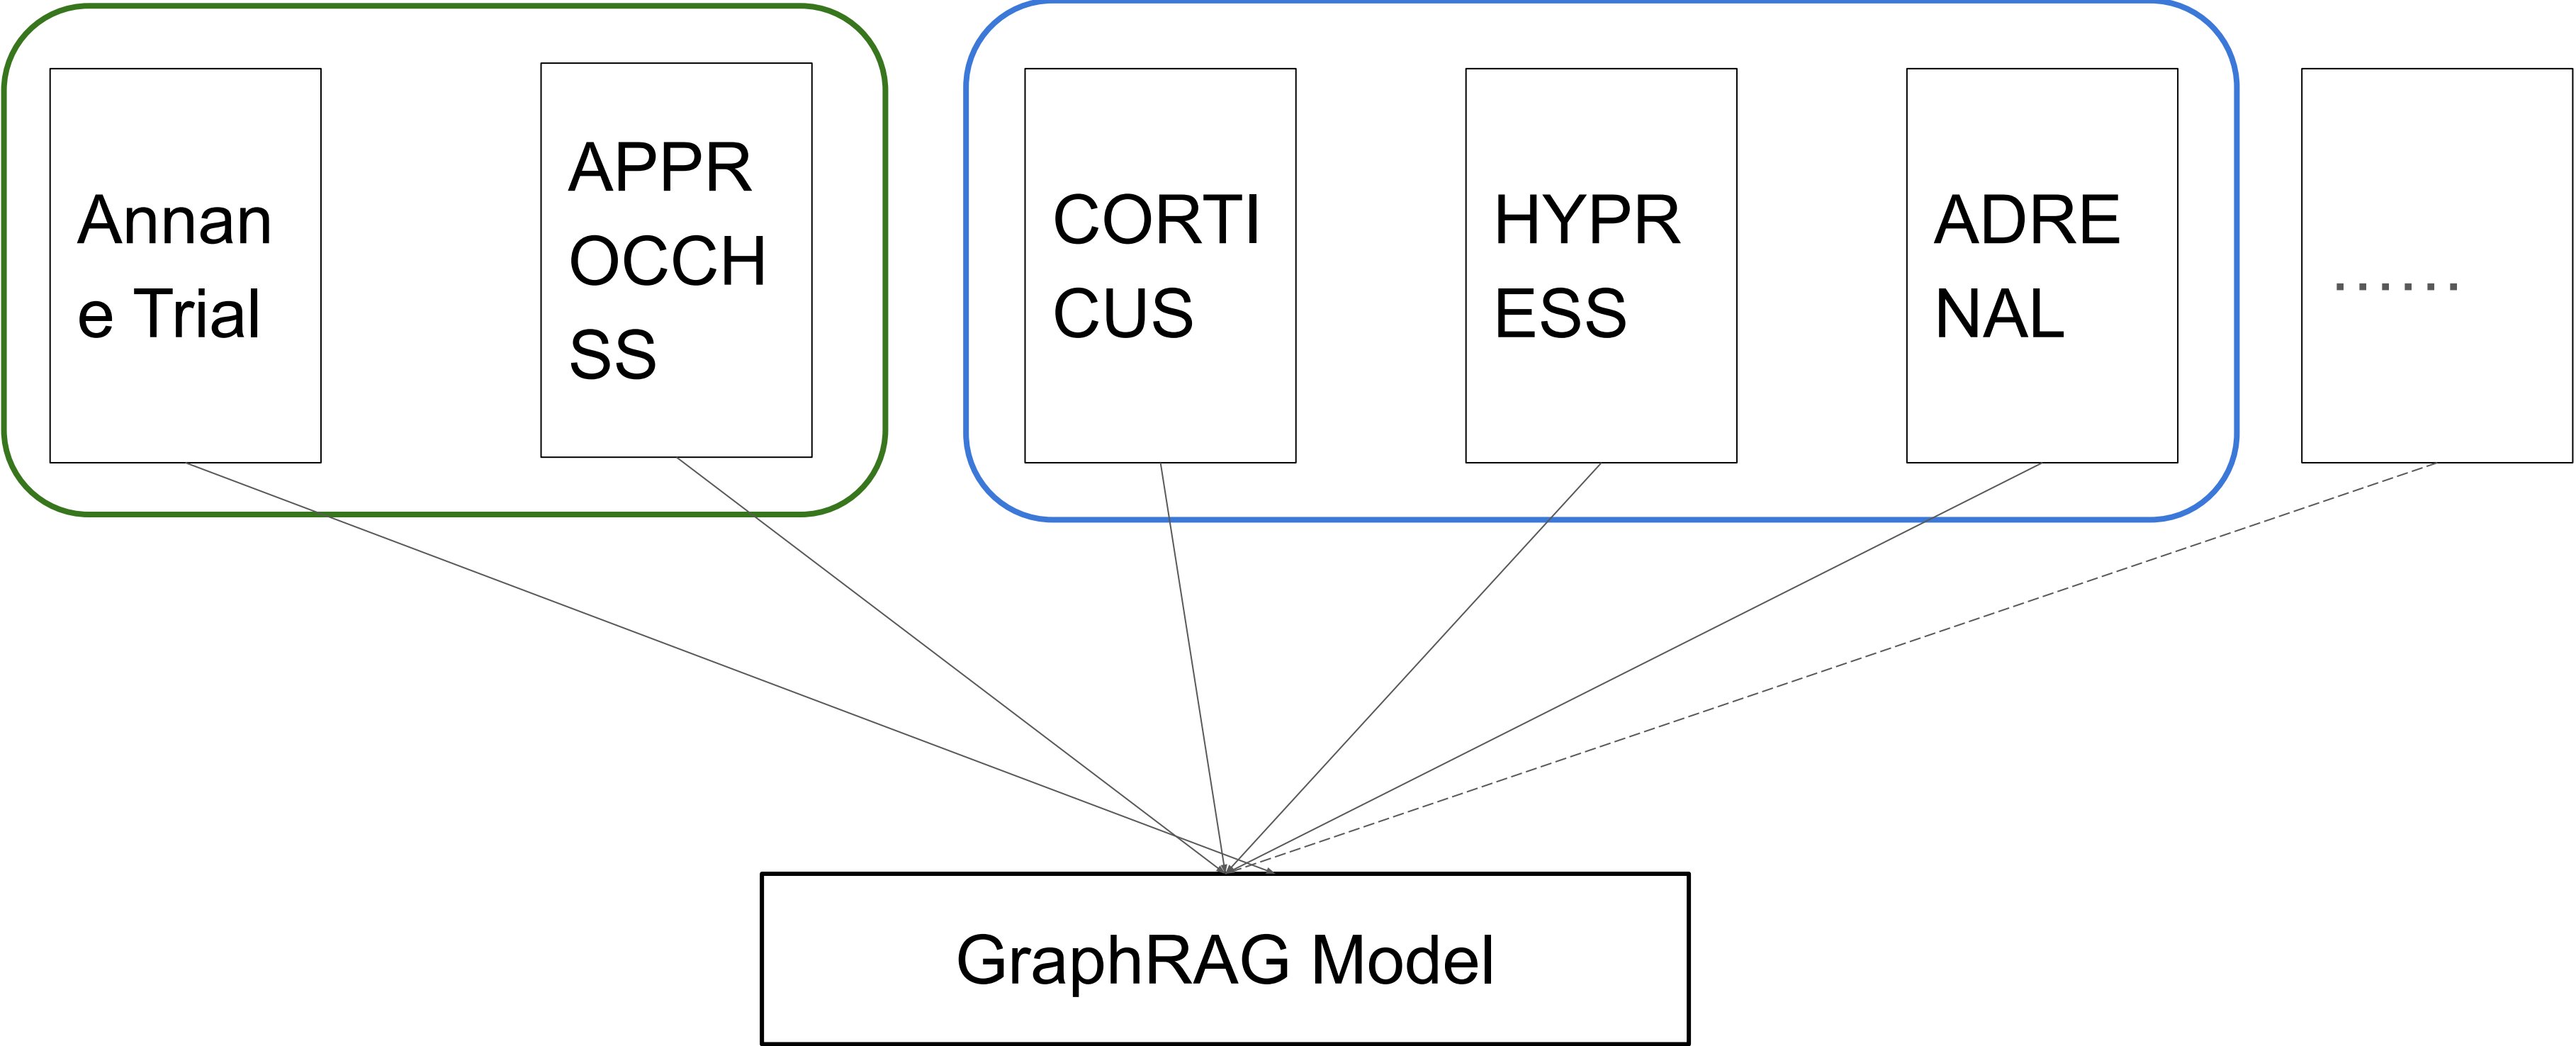 Annan
e Trial
APPR
OCCH
SS
CORTI
CUS
HYPR
ESS
ADRE
NAL
......
GraphRAG Model